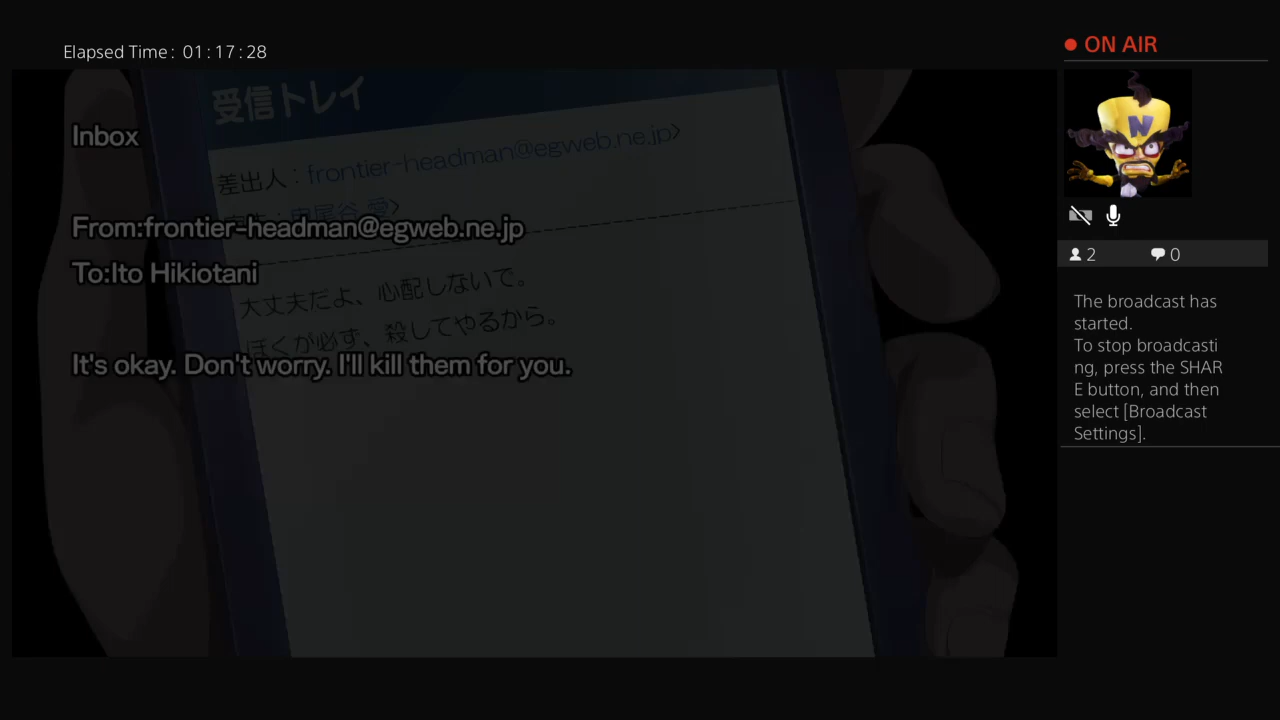 Elapsed Time: 01:17:28
ON AIR
受信トレイ
Inbox
差出人：frontier-headman@egweb.ne.jp>
From:frontier-headman@egweb.ne.jp
To:Ito Hikiotani
大丈夫だよ、心配しないで。
ぼくが必ず、殺してやるから。
It's okay. Don't worry. I'll kill them for you.
N
2
0
The broadcast has
started.
To stop broadcasti
ng, press the SHAR
E button, and then
select [Broadcast
Settings].